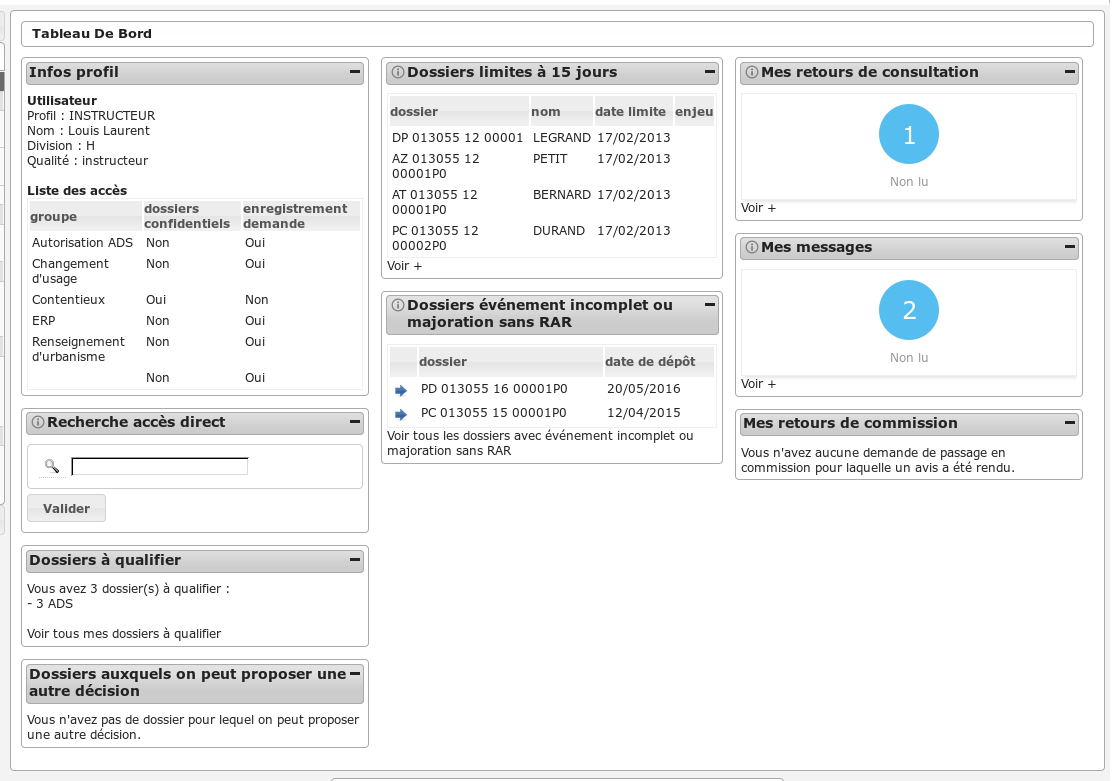 Tableau De Bord
Infos profil
Utilisateur
Profil : INSTRUCTEUR
Nom : Louis Laurent
Division : H
Qualité : instructeur
Liste des accès
groupe dossiers confidentiels enregistrement demande
Autorisation ADS Non Oui
Changement d'usage Non Oui
Contentieux Oui Non
ERP Non Oui
Renseignement d'urbanisme Non Oui
Non Oui
Recherche accès direct
Valider
Dossiers à qualifier
Vous avez 3 dossier(s) à qualifier :
- 3 ADS
Voir tous mes dossiers à qualifier
Dossiers auxquels on peut proposer une
autre décision
Vous n'avez pas de dossier pour lequel on peut proposer
une autre décision.
Dossiers limites à 15 jours
dossier nom date limite enjeu
DP 013055 12 00001 LEGRAND 17/02/2013
AZ 013055 12 00001P0 PETIT 17/02/2013
AT 013055 12 00001P0 BERNARD 17/02/2013
PC 013055 12 00002P0 DURAND 17/02/2013
Voir +
Dossiers événement incomplet ou
majoration sans RAR
dossier date de dépôt
PD 013055 16 00001P0 20/05/2016
PC 013055 15 00001P0 12/04/2015
Voir tous les dossiers avec événement incomplet ou
majoration sans RAR
Mes retours de consultation
1
Non lu
Voir +
Mes messages
2
Non lu
Voir +
Mes retours de commission
Vous n'avez aucune demande de passage en
commission pour laquelle un avis a été rendu.